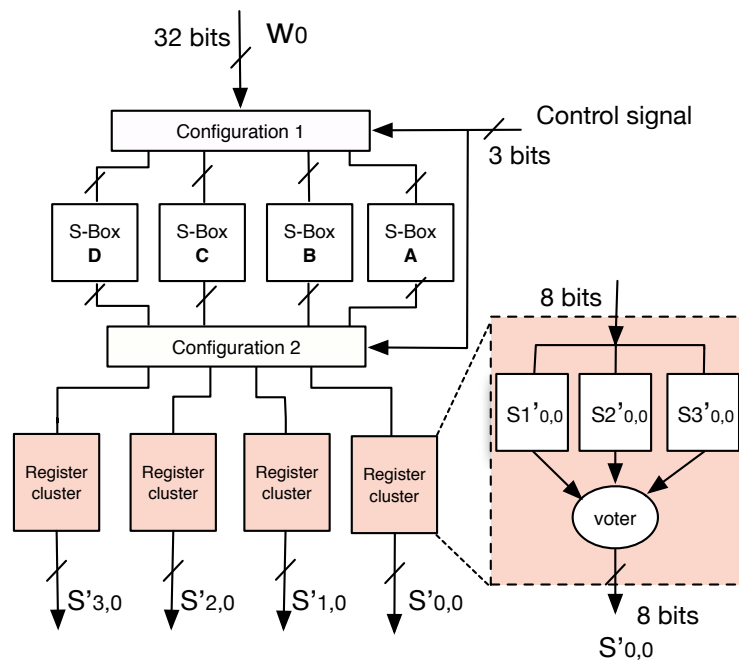 32 bits
W0
Configuration 1
Control signal
3 bits
S-Box
D
S-Box
C
S-Box
B
S-Box
A
8 bits
Configuration 2
S1'0,0
S2'0,0
S3'0,0
Register
cluster
Register
cluster
Register
cluster
Register
cluster
voter
S'3,0
S'2,0
S'1,0
S'0,0
8 bits
S'0,0